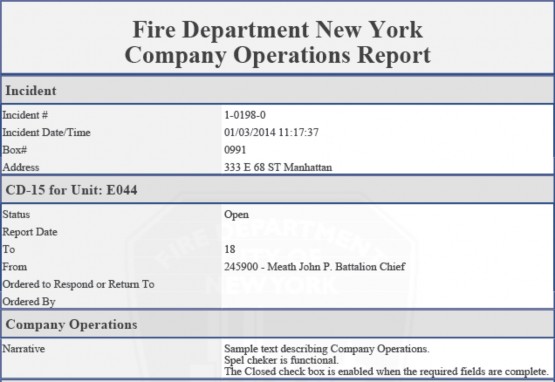 Fire Department New York
Company Operations Report
Incident
Incident # 1-0198-0
Incident Date/Time 01/03/2014 11:17:37
Box# 0991
Address 333 E 68 ST Manhattan
CD-15 for Unit: E044
Status Open
Report Date
To 18
From 245900 - Meath John P. Battalion Chief
Ordered to Respond or Return To
Ordered By
FIRE DEPARTMENT
CITY OF
NEW YORK
Company Operations
Narrative Sample text describing Company Operations.
Spel cheker is functional.
The Closed check box is enabled when the required fields are complete.